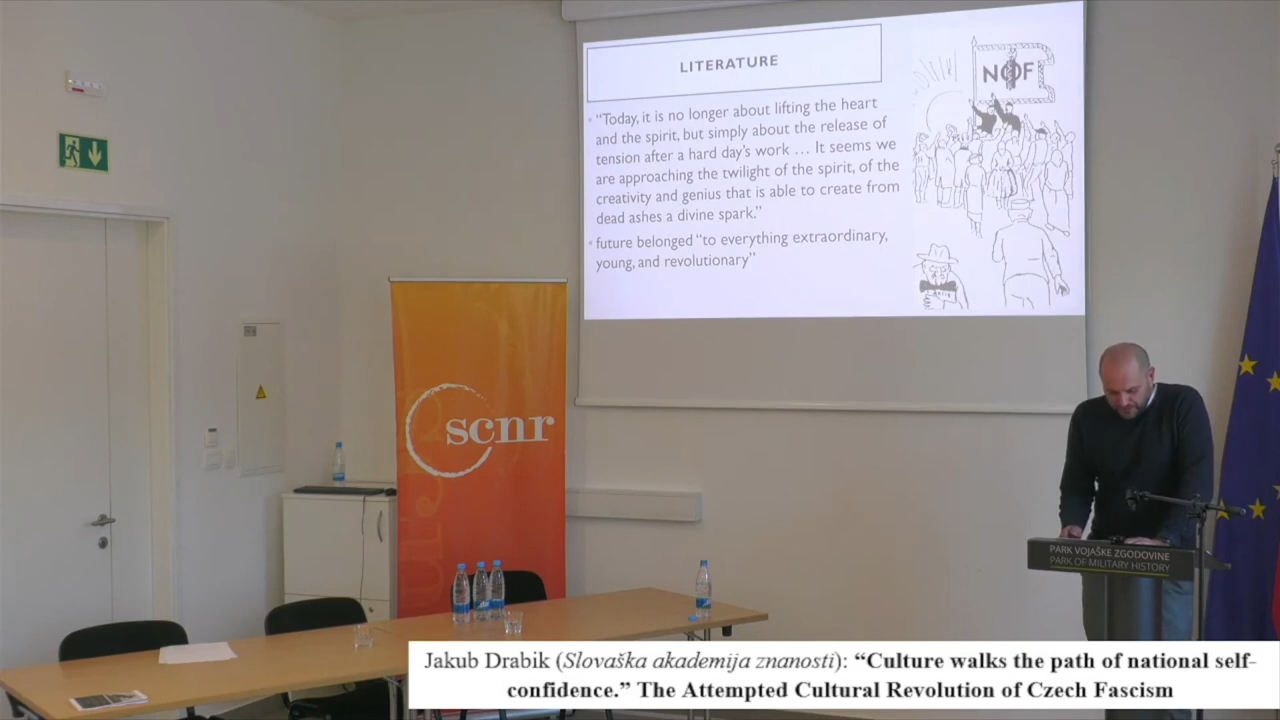 LITERATURE
NOF
“Today, it is no longer about lifting the heart
and the spirit, but simply about the release of
tension after a hard day’s work … It seems we
are approaching the twilight of the spirit, of the
creativity and genius that is able to create from
dead ashes a divine spark.”
future belonged “to everything extraordinary,
young, and revolutionary”
scnr
PARK VOJAŠKE ZGODOVINE
PARK OF MILITARY HISTORY
Jakub Drabik (Slovaška akademija znanosti): “Culture walks the path of national self-
confidence.” The Attempted Cultural Revolution of Czech Fascism